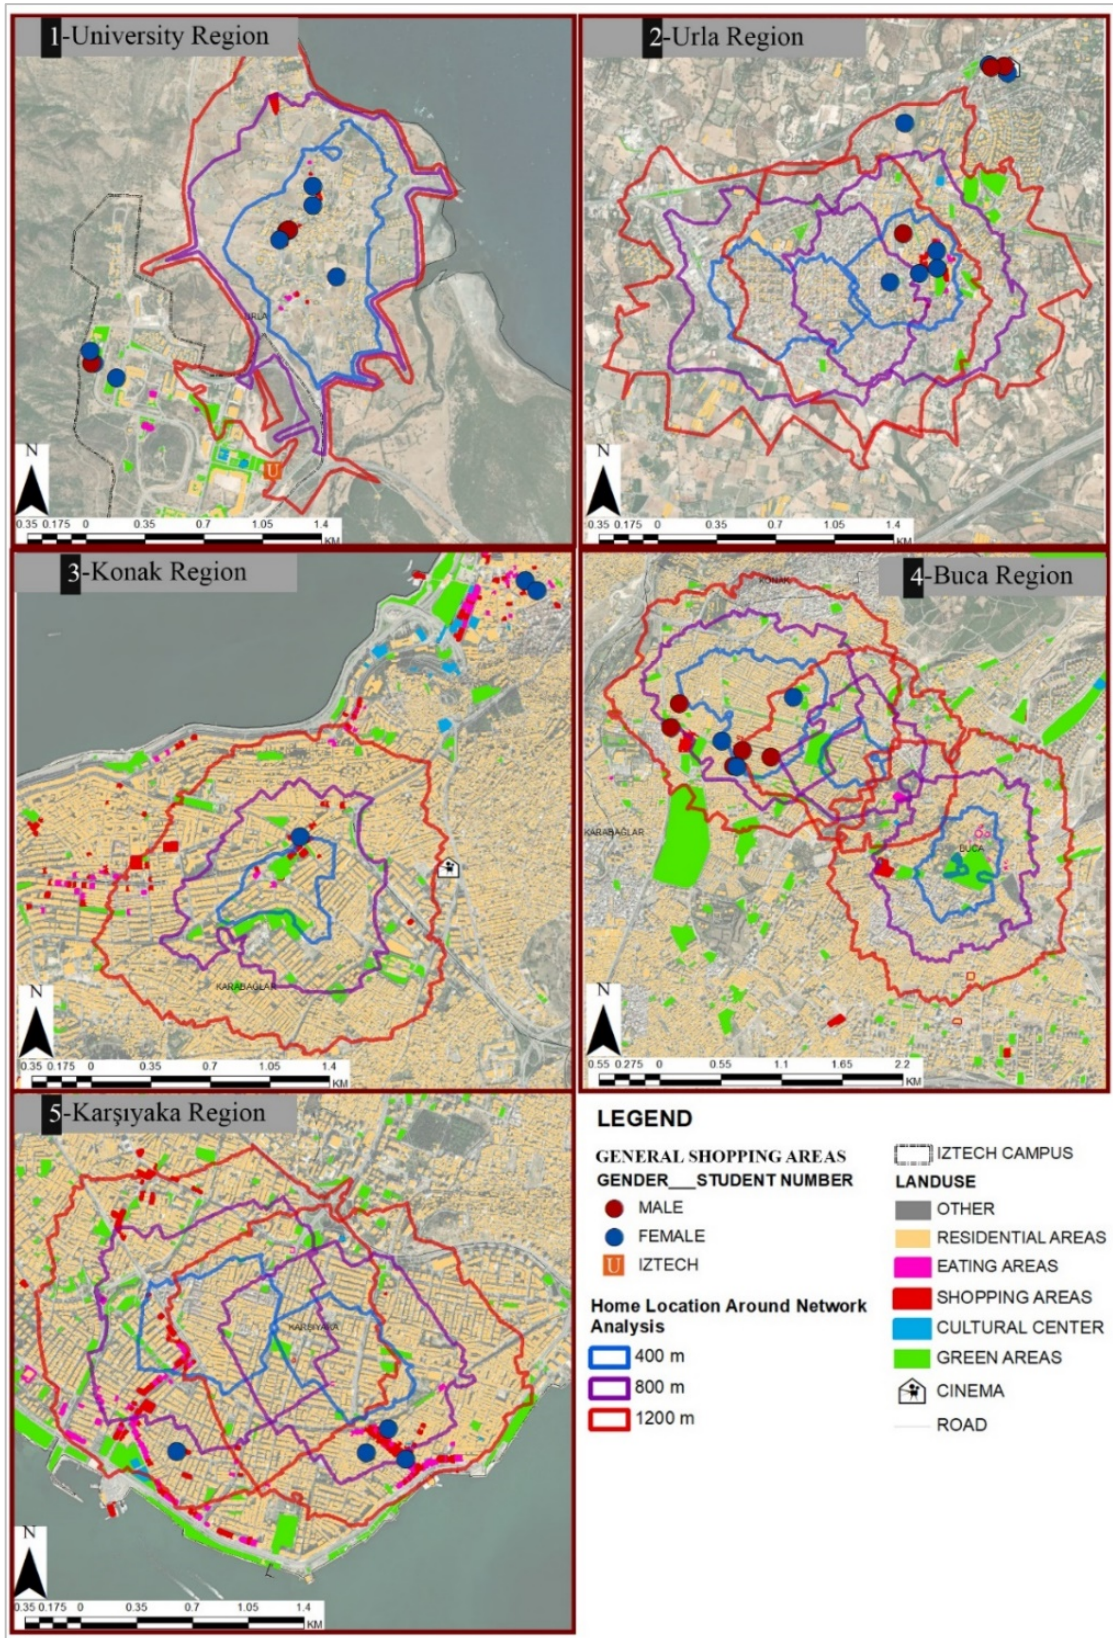 1-University Region
URLA
U
N
0.35 0.175 0 0.35 0.7 1.05 1.4
KM
2-Urla Region
N
0.35 0.175 0 0.35 0.7 1.05 1.4
KM
3-Konak Region
KARABAĞLAR
N
0.35 0.175 0 0.35 0.7 1.05 1.4
KM
4-Buca Region
KONAK
KARABAĞLAR
BUCA
N
0.55 0.275 0 0.55 1.1 1.65 2.2
KM
5-Karşıyaka Region
KARŞIYAKA
N
0.35 0.175 0 0.35 0.7 1.05 1.4
KM
LEGEND
GENERAL SHOPPING AREAS
GENDER___STUDENT NUMBER
MALE
FEMALE
U IZTECH
Home Location Around Network
Analysis
400 m
800 m
1200 m
IZTECH CAMPUS
LANDUSE
OTHER
RESIDENTIAL AREAS
EATING AREAS
SHOPPING AREAS
CULTURAL CENTER
GREEN AREAS
CINEMA
ROAD